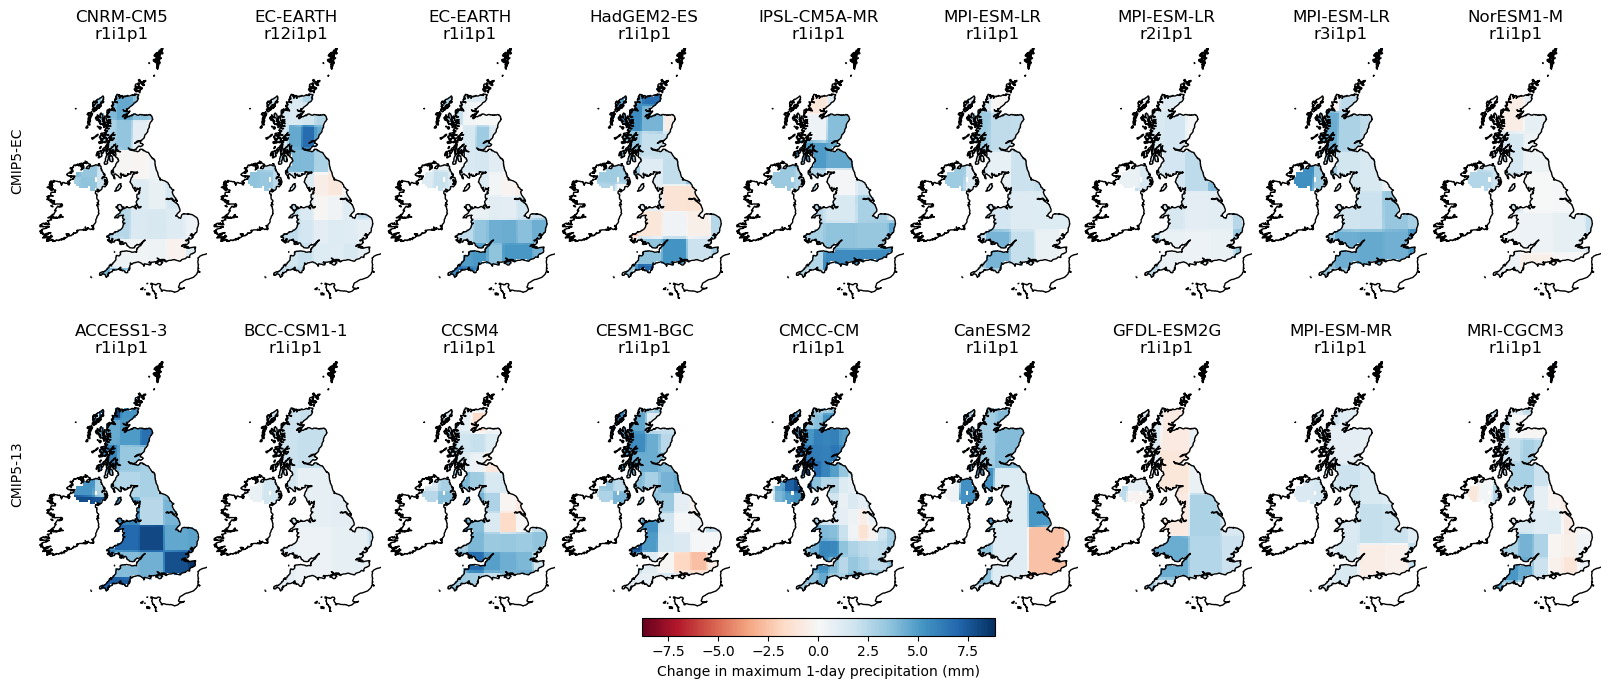 CNRM-CM5 EC-EARTH EC-EARTH HadGEM2-ES IPSL-CM5A-MR MPI-ESM-LR MPI-ESM-LR MPI-ESM-LR NorESM1-M
r1i1p1 r12i1p1 r1i1p1 r1i1p1 r1i1p1 r1i1p1 r2i1p1 r3i1p1 r1i1p1
CMIP5-EC
ACCESS1-3 BCC-CSM1-1 CCSM4 CESM1-BGC CMCC-CM CanESM2 GFDL-ESM2G MPI-ESM-MR MRI-CGCM3
r1i1p1 r1i1p1 r1i1p1 r1i1p1 r1i1p1 r1i1p1 r1i1p1 r1i1p1 r1i1p1
CMIP5-13
−7.5 −5.0 −2.5 0.0 2.5 5.0 7.5
Change in maximum 1-day precipitation (mm)